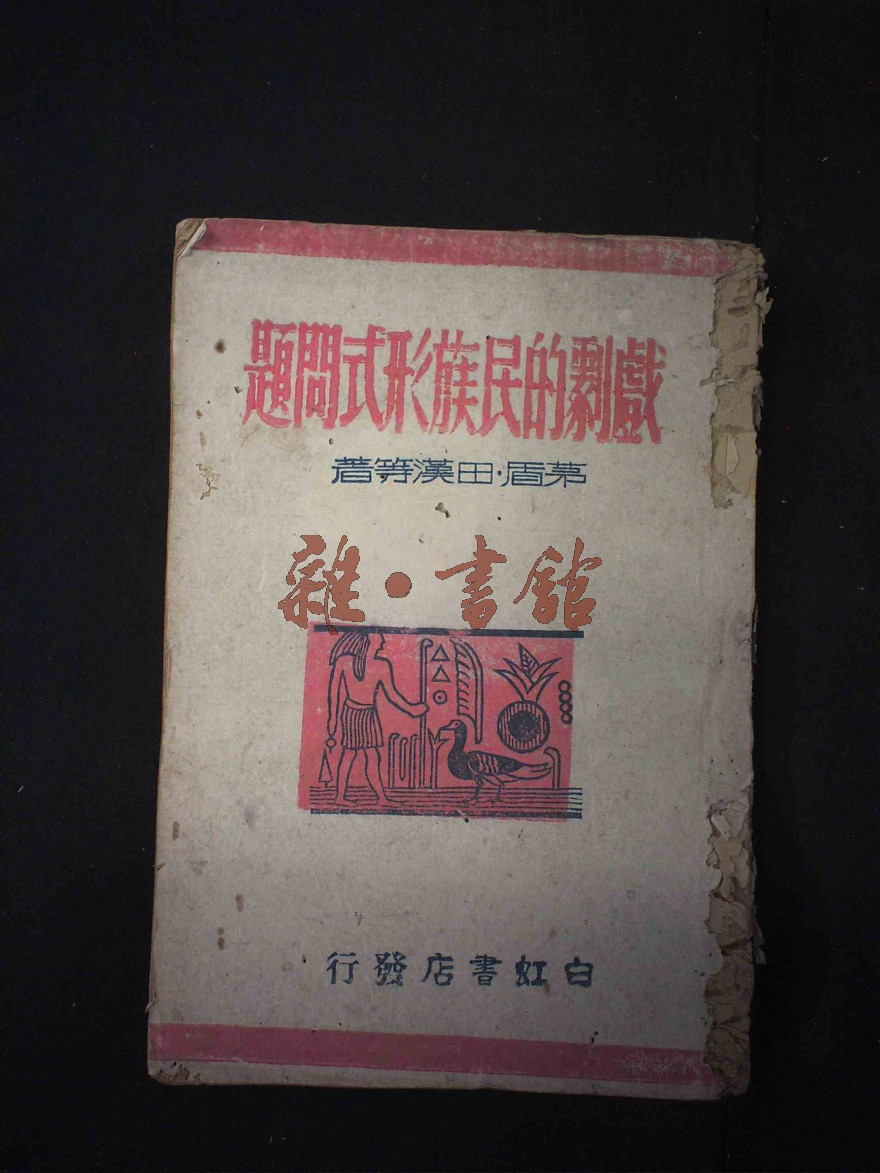 戲劇的民族形式問題
茅盾·田漢等著
雜·書舘
白虹書店發行